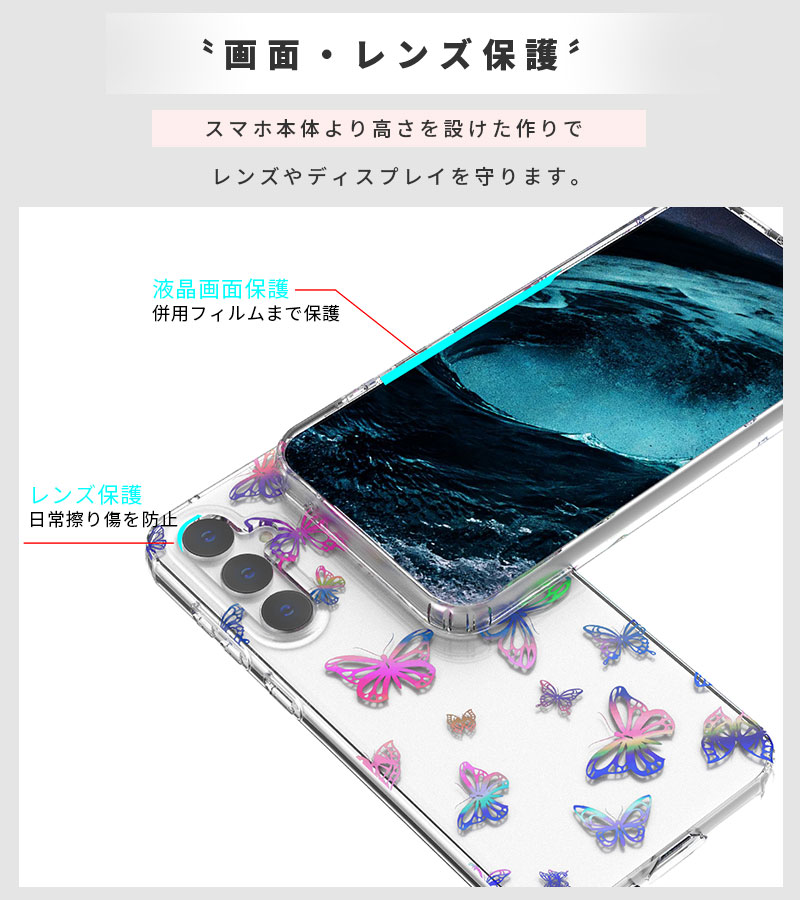 〝画面・レンズ保護〞
スマホ本体より高さを設けた作りで
レンズやディスプレイを守ります。
液晶画面保護
併用フィルムまで保護
レンズ保護
日常擦り傷を防止